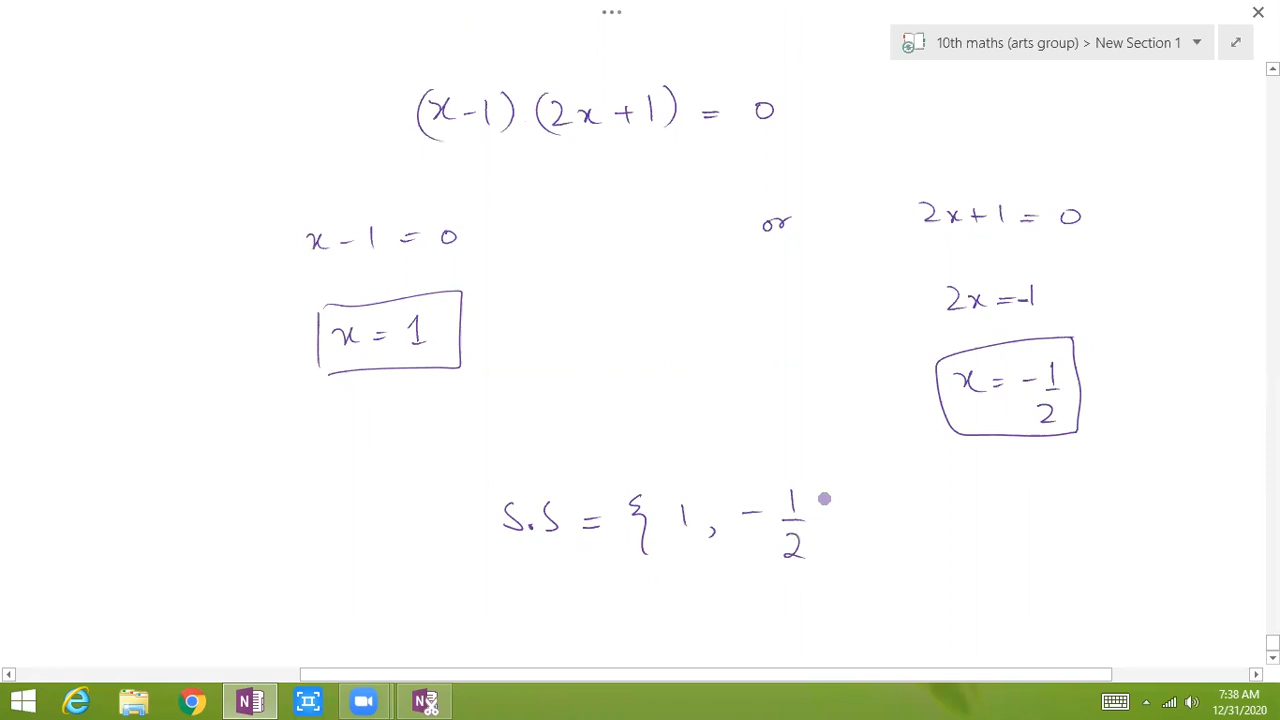 10th maths (arts group) > New Section 1
(x-1) (2x+1) = 0
x-1 = 0 or 2x+1 = 0
2x = -1
x = 1
x = -1/2
S.S = { 1, -1/2
7:38 AM
12/31/2020